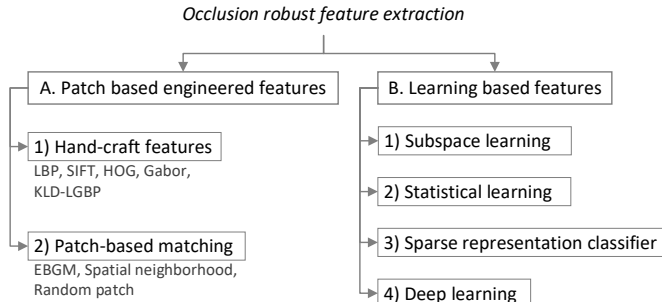 Occlusion robust feature extraction
A. Patch based engineered features
1) Hand-craft features
LBP, SIFT, HOG, Gabor,
KLD-LGBP
2) Patch-based matching
EBGM, Spatial neighborhood,
Random patch
B. Learning based features
1) Subspace learning
2) Statistical learning
3) Sparse representation classifier
4) Deep learning